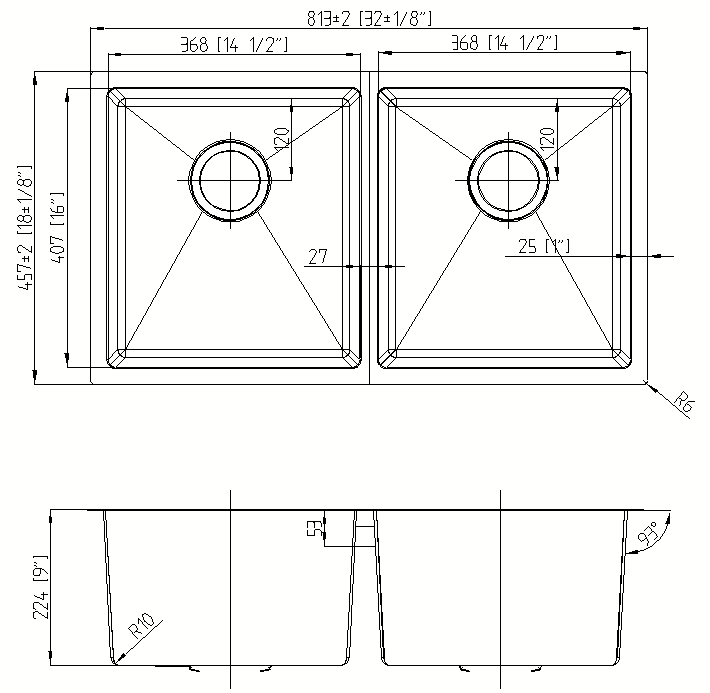 813±2 [32±1/8"]
368 [14 1/2"]
368 [14 1/2"]
120
120
457±2 [18±1/8"]
407 [16"]
27
25 [1"]
R6
53
93°
224 [9"]
R10